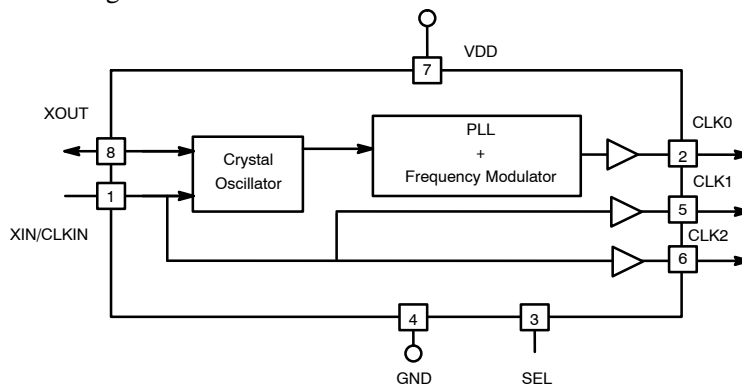 VDD
7
XOUT
8
Crystal
Oscillator
PLL
+
Frequency Modulator
CLK0
2
1
XIN/CLKIN
CLK1
5
CLK2
6
4
GND
3
SEL